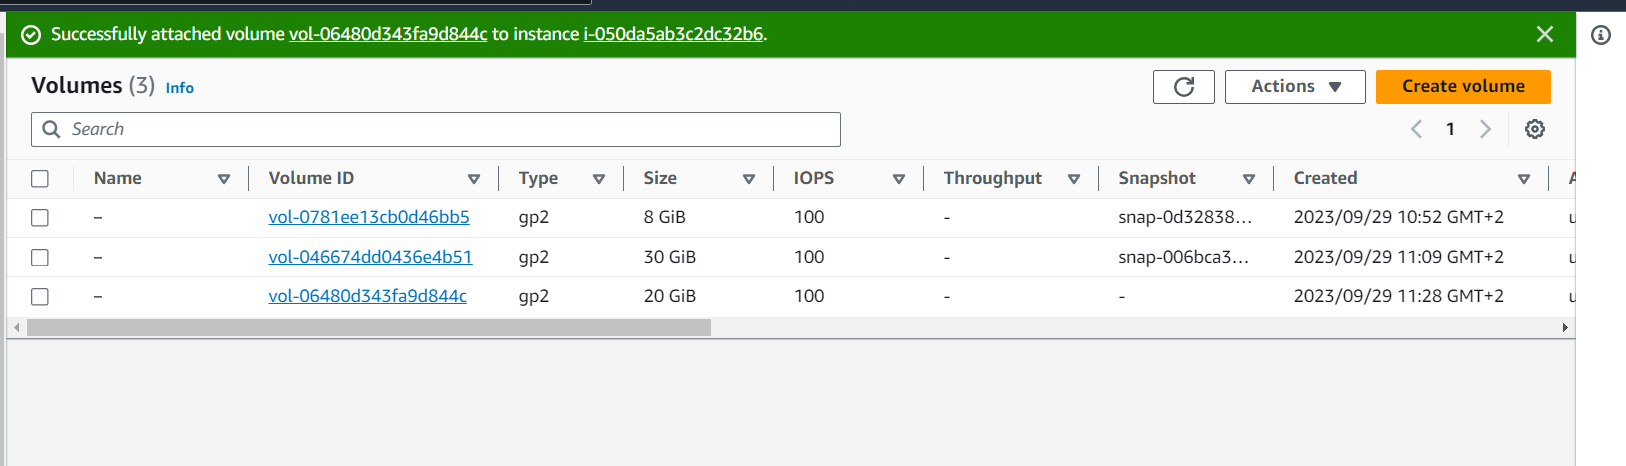 Successfully attached volume vol-06480d343fa9d844c to instance i-050da5ab3c2dc32b6.
Volumes (3) Info
Actions
Create volume
Search
1
Name Volume ID Type Size IOPS Throughput Snapshot Created
– vol-0781ee13cb0d46bb5 gp2 8 GiB 100 - snap-0d32838... 2023/09/29 10:52 GMT+2
– vol-046674dd0436e4b51 gp2 30 GiB 100 - snap-006bca3... 2023/09/29 11:09 GMT+2
– vol-06480d343fa9d844c gp2 20 GiB 100 - - 2023/09/29 11:28 GMT+2